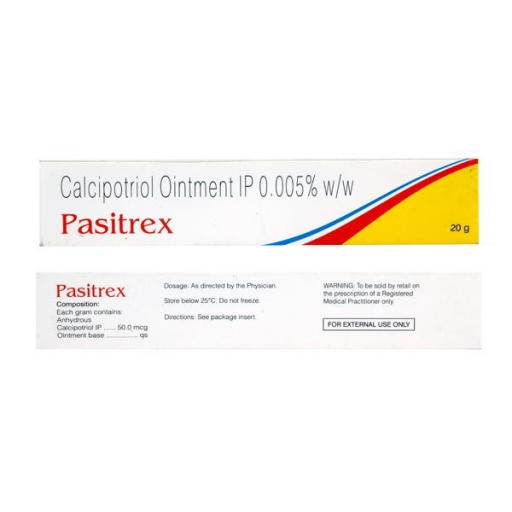 Calcipotriol Ointment IP 0.005% w/w
Pasitrex
20 g
Pasitrex
Composition:
Each gram contains:
Anhydrous
Calcipotriol IP ...... 50.0 mcg
Ointment base ................ qs
Dosage: As directed by the Physician.
Store below 25°C. Do not freeze.
Directions: See package insert.
WARNING: To be sold by retail on
the prescription of a Registered
Medical Practitioner only.
FOR EXTERNAL USE ONLY